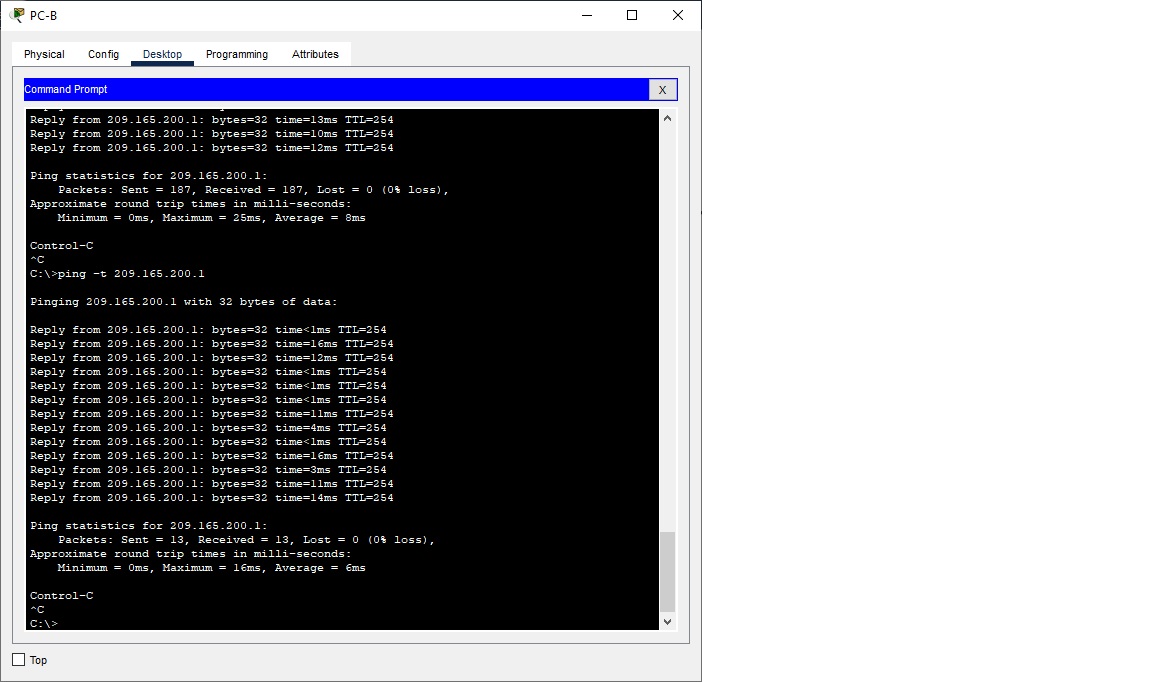 PC-B
Physical Config Desktop Programming Attributes
Command Prompt X
Reply from 209.165.200.1: bytes=32 time=13ms TTL=254
Reply from 209.165.200.1: bytes=32 time=10ms TTL=254
Reply from 209.165.200.1: bytes=32 time=12ms TTL=254
Ping statistics for 209.165.200.1:
Packets: Sent = 187, Received = 187, Lost = 0 (0% loss),
Approximate round trip times in milli-seconds:
Minimum = 0ms, Maximum = 25ms, Average = 8ms
Control-C
^C
C:\>ping -t 209.165.200.1
Pinging 209.165.200.1 with 32 bytes of data:
Reply from 209.165.200.1: bytes=32 time<1ms TTL=254
Reply from 209.165.200.1: bytes=32 time=16ms TTL=254
Reply from 209.165.200.1: bytes=32 time=12ms TTL=254
Reply from 209.165.200.1: bytes=32 time<1ms TTL=254
Reply from 209.165.200.1: bytes=32 time<1ms TTL=254
Reply from 209.165.200.1: bytes=32 time<1ms TTL=254
Reply from 209.165.200.1: bytes=32 time=11ms TTL=254
Reply from 209.165.200.1: bytes=32 time=4ms TTL=254
Reply from 209.165.200.1: bytes=32 time<1ms TTL=254
Reply from 209.165.200.1: bytes=32 time=16ms TTL=254
Reply from 209.165.200.1: bytes=32 time=3ms TTL=254
Reply from 209.165.200.1: bytes=32 time=11ms TTL=254
Reply from 209.165.200.1: bytes=32 time=14ms TTL=254
Ping statistics for 209.165.200.1:
Packets: Sent = 13, Received = 13, Lost = 0 (0% loss),
Approximate round trip times in milli-seconds:
Minimum = 0ms, Maximum = 16ms, Average = 6ms
Control-C
^C
C:\>
Top